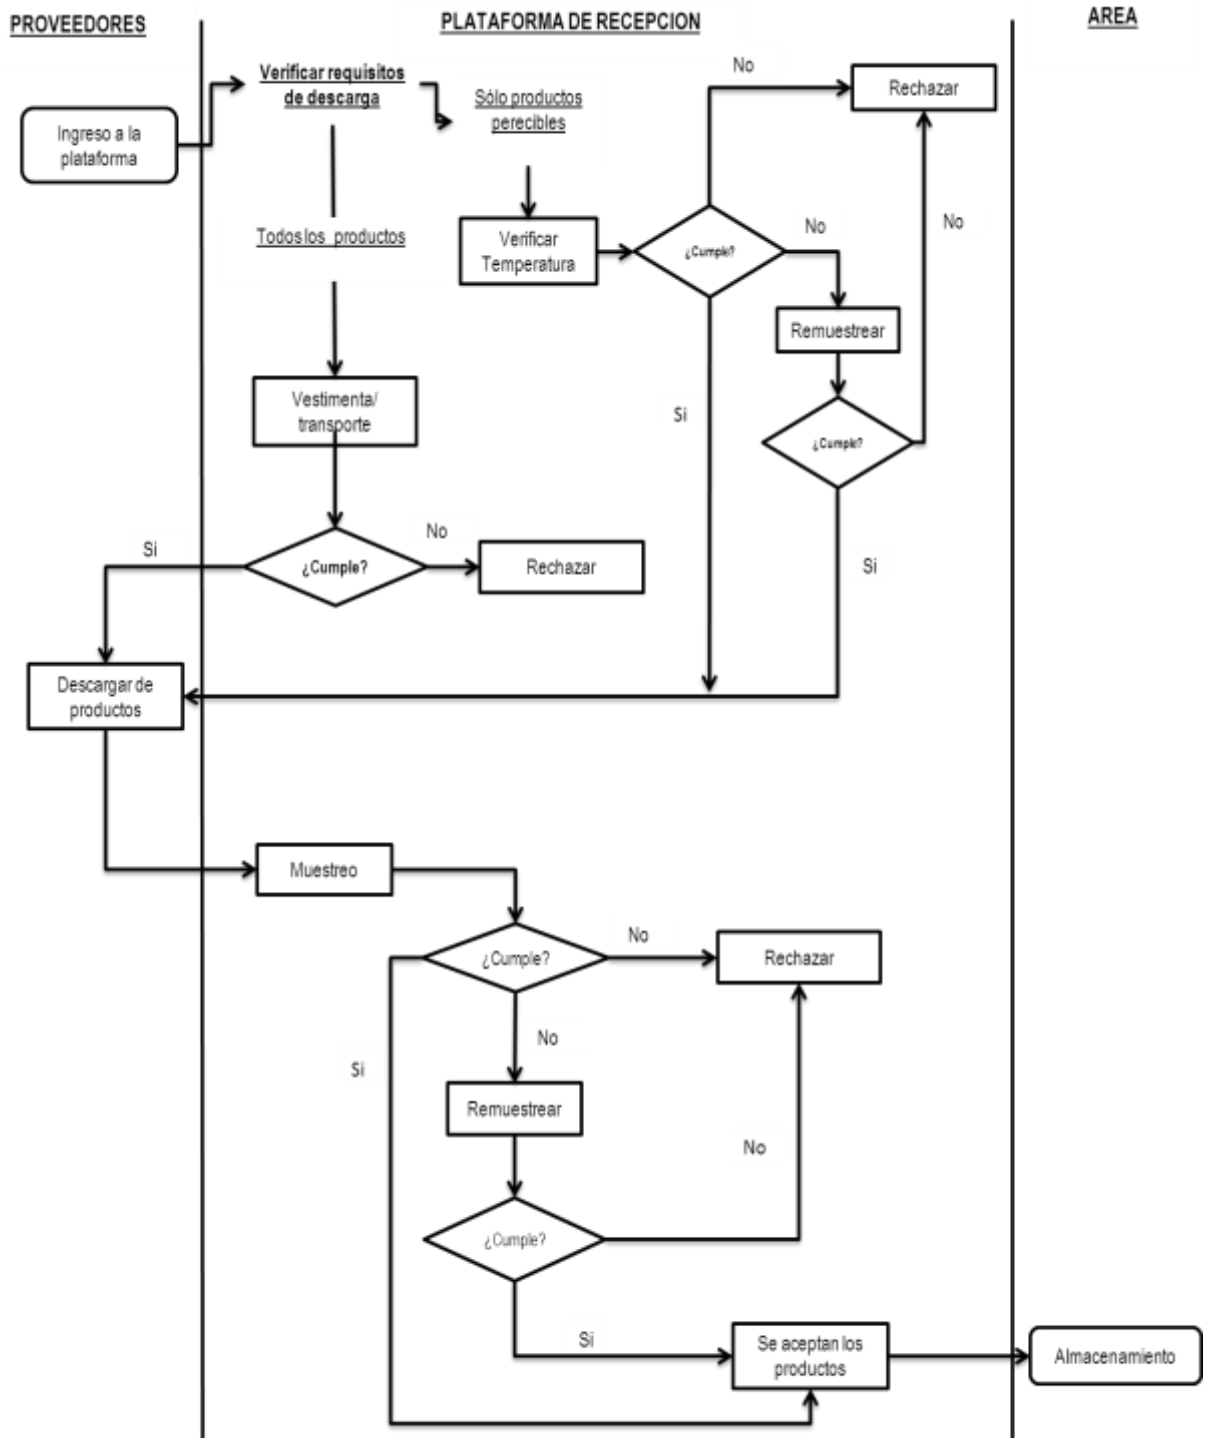 PROVEEDORES
PLATAFORMA DE RECEPCION
AREA
Ingreso a la
plataforma
Verificar requisitos
de descarga
Sólo productos
perecibles
No
Rechazar
Todos los productos
Verificar
Temperatura
¿Cumple?
No
No
Remuestrear
Vestimenta/
transporte
Si
¿Cumple?
Si
¿Cumple?
No
Rechazar
Si
Descargar de
productos
Muestreo
¿Cumple?
No
Rechazar
No
Si
Remuestrear
No
¿Cumple?
Si
Se aceptan los
productos
Almacenamiento